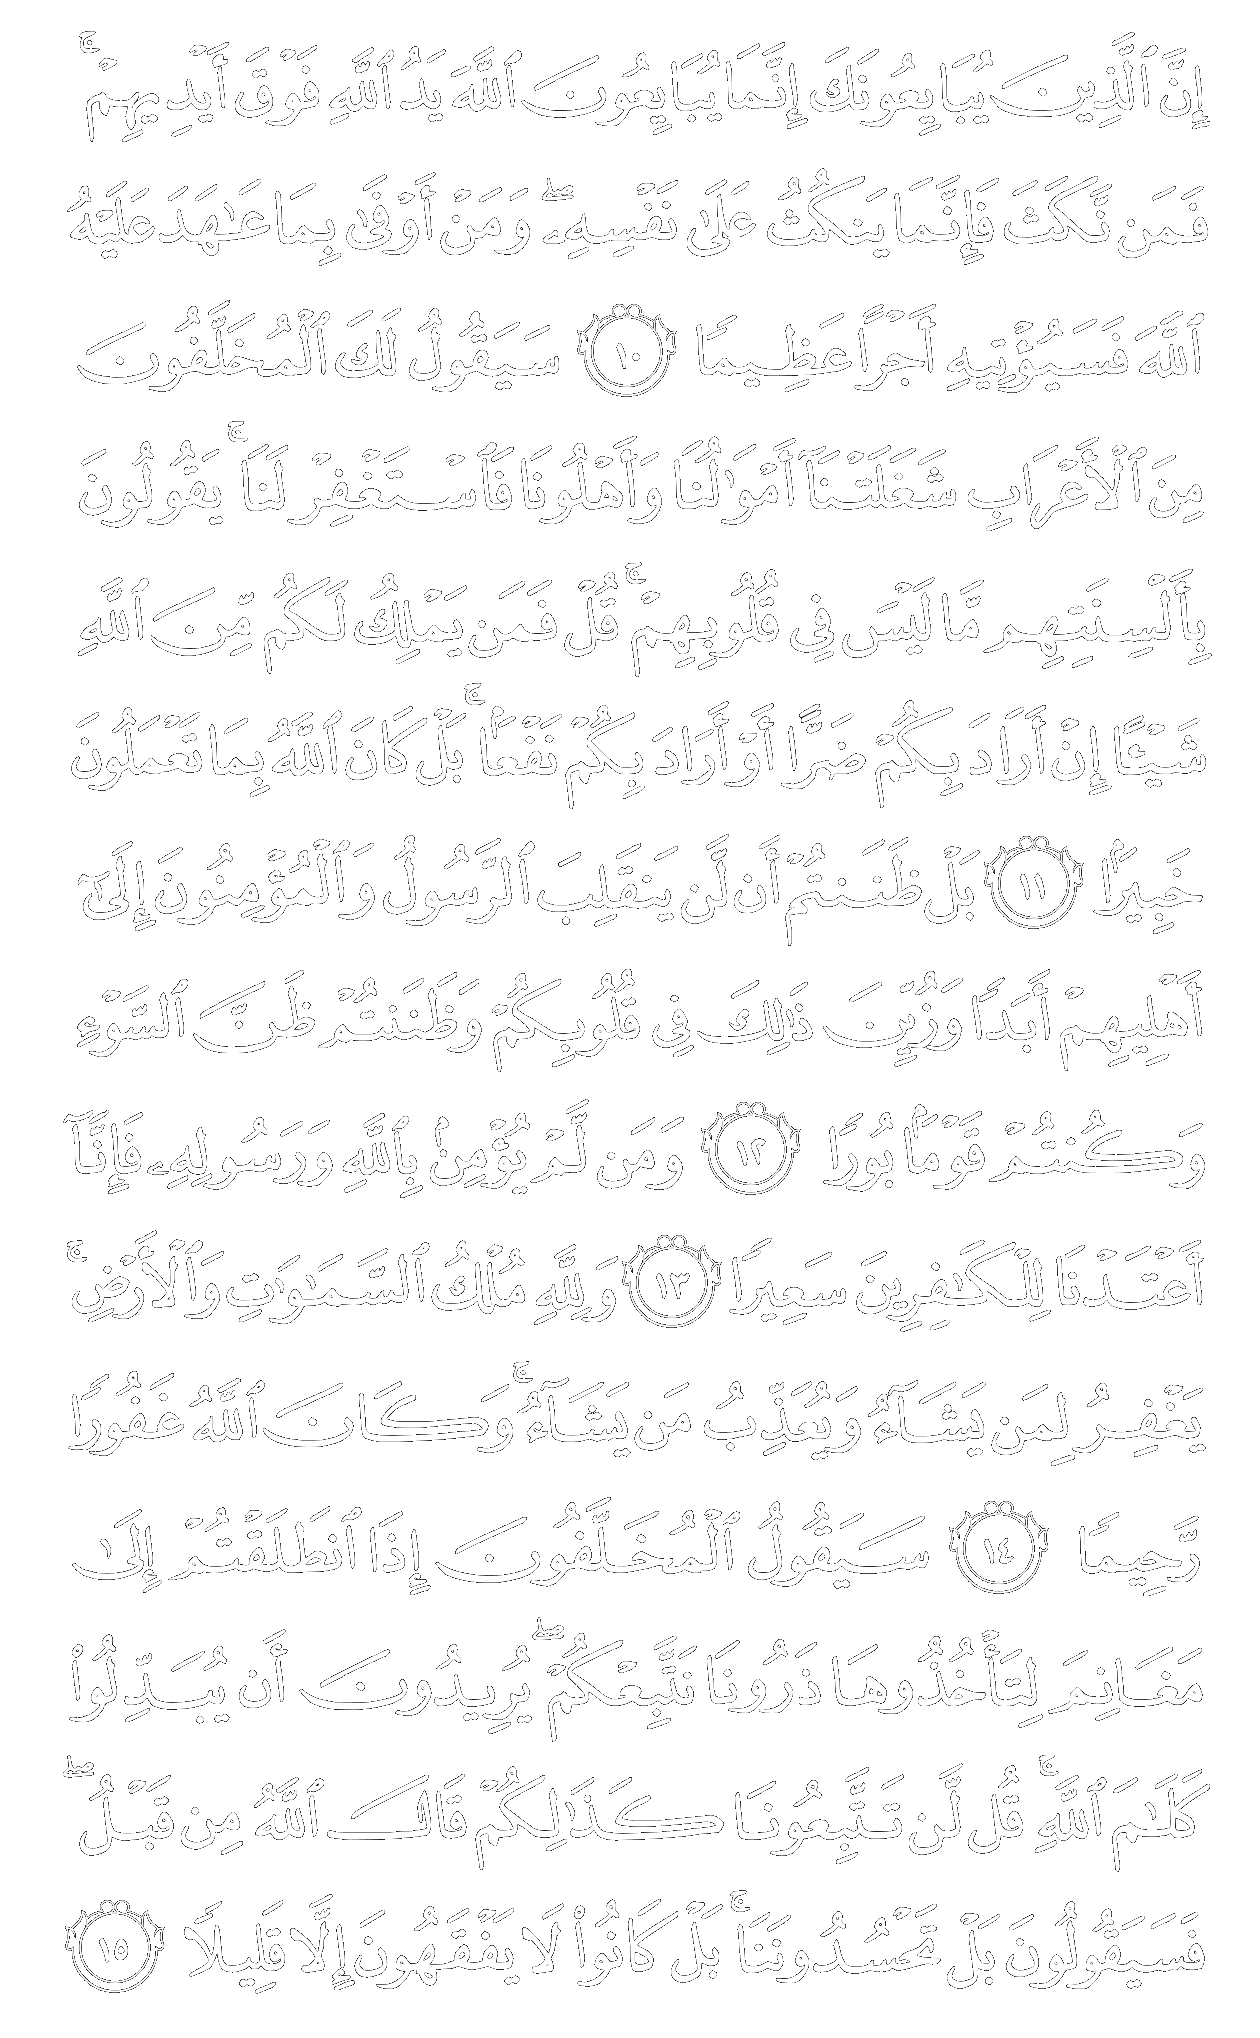 إِنَّ ٱلَّذِينَ يُبَايِعُونَكَ إِنَّمَا يُبَايِعُونَ ٱللَّهَ يَدُ ٱللَّهِ فَوْقَ أَيْدِيهِمْ ۚ
فَمَن نَّكَثَ فَإِنَّمَا يَنكُثُ عَلَىٰ نَفْسِهِۦ ۖ وَمَنْ أَوْفَىٰ بِمَا عَـٰهَدَ عَلَيْهُ
ٱللَّهَ فَسَيُؤْتِيهِ أَجْرًا عَظِيمًا ١٠ سَيَقُولُ لَكَ ٱلْمُخَلَّفُونَ
مِنَ ٱلْأَعْرَابِ شَغَلَتْنَآ أَمْوَٰلُنَا وَأَهْلُونَا فَٱسْتَغْفِرْ لَنَا ۚ يَقُولُونَ
بِأَلْسِنَتِهِم مَّا لَيْسَ فِى قُلُوبِهِمْ ۚ قُلْ فَمَن يَمْلِكُ لَكُم مِّنَ ٱللَّهِ
شَيْـًٔا إِنْ أَرَادَ بِكُمْ ضَرًّا أَوْ أَرَادَ بِكُمْ نَفْعًۢا ۚ بَلْ كَانَ ٱللَّهُ بِمَا تَعْمَلُونَ
خَبِيرًۢا ١١ بَلْ ظَنَنتُمْ أَن لَّن يَنقَلِبَ ٱلرَّسُولُ وَٱلْمُؤْمِنُونَ إِلَىٰٓ
أَهْلِيهِمْ أَبَدًا وَزُيِّنَ ذَٰلِكَ فِى قُلُوبِكُمْ وَظَنَنتُمْ ظَنَّ ٱلسَّوْءِ
وَكُنتُمْ قَوْمًۢا بُورًا ١٢ وَمَن لَّمْ يُؤْمِنۢ بِٱللَّهِ وَرَسُولِهِۦ فَإِنَّآ
أَعْتَدْنَا لِلْكَـٰفِرِينَ سَعِيرًا ١٣ وَلِلَّهِ مُلْكُ ٱلسَّمَـٰوَٰتِ وَٱلْأَرْضِ ۚ
يَغْفِرُ لِمَن يَشَآءُ وَيُعَذِّبُ مَن يَشَآءُ ۚ وَكَانَ ٱللَّهُ غَفُورًا
رَّحِيمًا ١٤ سَيَقُولُ ٱلْمُخَلَّفُونَ إِذَا ٱنطَلَقْتُمْ إِلَىٰ
مَغَانِمَ لِتَأْخُذُوهَا ذَرُونَا نَتَّبِعْكُمْ ۖ يُرِيدُونَ أَن يُبَدِّلُوا۟
كَلَـٰمَ ٱللَّهِ ۚ قُل لَّن تَتَّبِعُونَا كَذَٰلِكُمْ قَالَ ٱللَّهُ مِن قَبْلُ ۖ
فَسَيَقُولُونَ بَلْ تَحْسُدُونَنَا ۚ بَلْ كَانُوا۟ لَا يَفْقَهُونَ إِلَّا قَلِيلًا ١٥